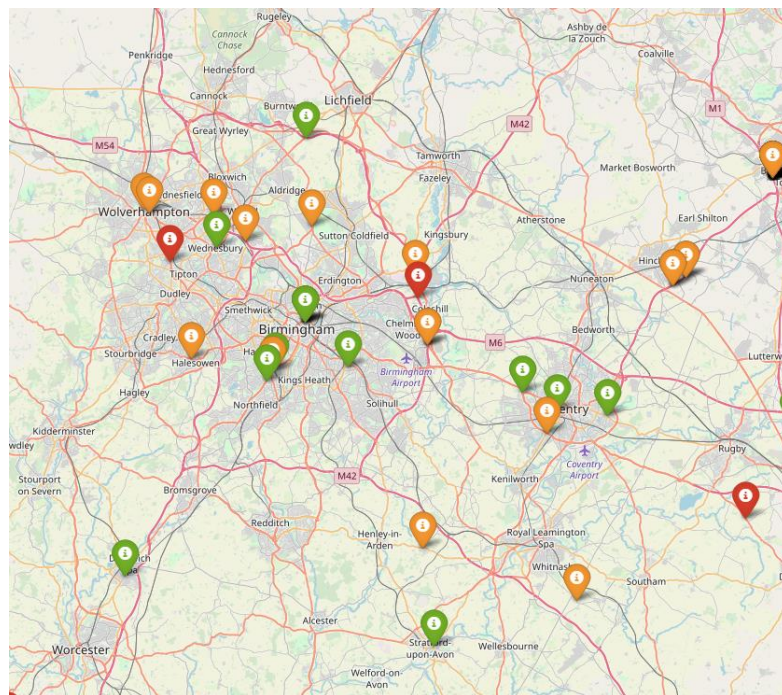 Rugeley
Ashby de
la Zouch
Cannock
Chase
Penkridge
Coalville
Hednesford
Cannock
Burntw
Lichfield
M1
Great Wyrley
M42
M54
Tamworth
Market Bosworth
Bloxwich
Fazeley
Aldridge
Wolverhampton
Atherstone
Earl Shilton
Sutton Coldfield
Kingsbury
Wednesbury
Tipton
Erdington
Hinc
Nuneaton
Dudley
Smethwick
Coleshill
Bedworth
Cradley
Birmingham
Chelm
Wood
M6
Lutterw
Stourbridge
Halesowen
Birmingham
Airport
Kings Heath
Hagley
Solihull
Northfield
entry
Kidderminster
wdley
Rugby
Coventry
Airport
Stourport
on Severn
M42
Kenilworth
Bromsgrove
Redditch
Henley-in-
Arden
Royal Leamington
Spa
Whitnash
Southam
Alcester
Worcester
Stratford-
upon-Avon
Wellesbourne
Welford-on-
Avon